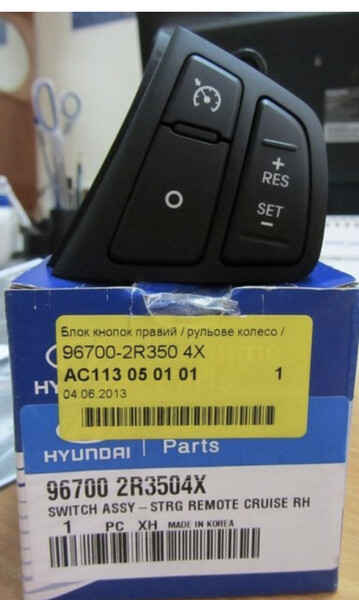 +
RES
O
SET
–
Блок кнопок правий / рульове колесо /
96700-2R350 4X
AC113 05 01 01 1
04.06.2013
HY
HYUNDAI | Parts
96700 2R3504X
SWITCH ASSY – STRG REMOTE CRUISE RH
1 PC XH MADE IN KOREA